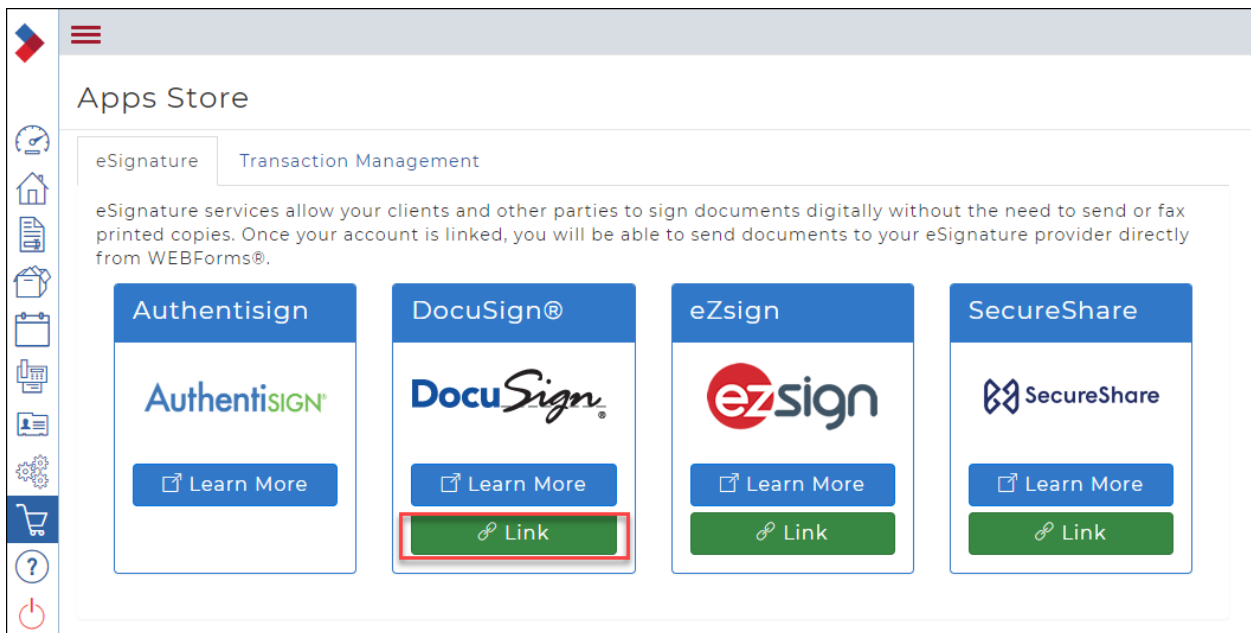 Apps Store
eSignature
Transaction Management
eSignature services allow your clients and other parties to sign documents digitally without the need to send or fax
printed copies. Once your account is linked, you will be able to send documents to your eSignature provider directly
from WEBForms®.
Authentisign
AuthentiSIGN®
Learn More
DocuSign®
DocuSign®
Learn More
Link
eZsign
ezsign
Learn More
Link
SecureShare
SecureShare
Learn More
Link
?